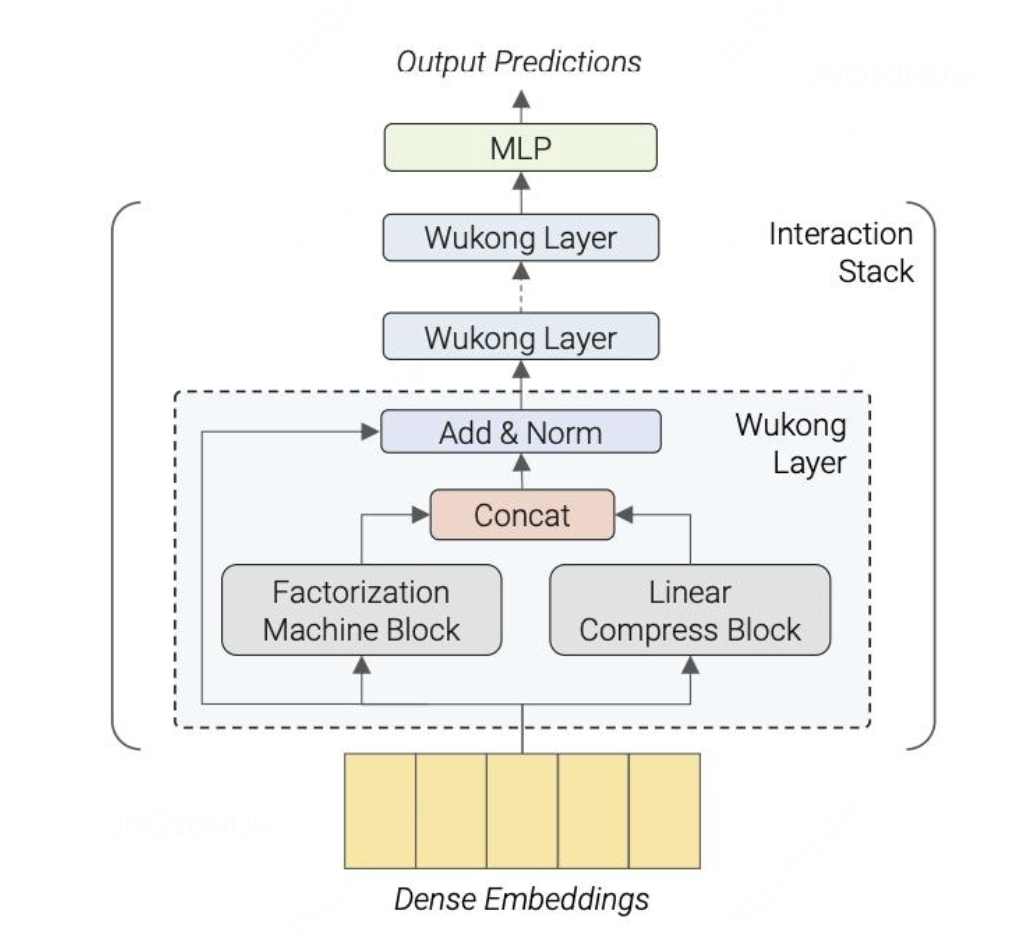 Output Predictions
MLP
Wukong Layer
Interaction
Stack
Wukong Layer
Add & Norm
Wukong
Layer
Concat
Factorization
Machine Block
Linear
Compress Block
Dense Embeddings